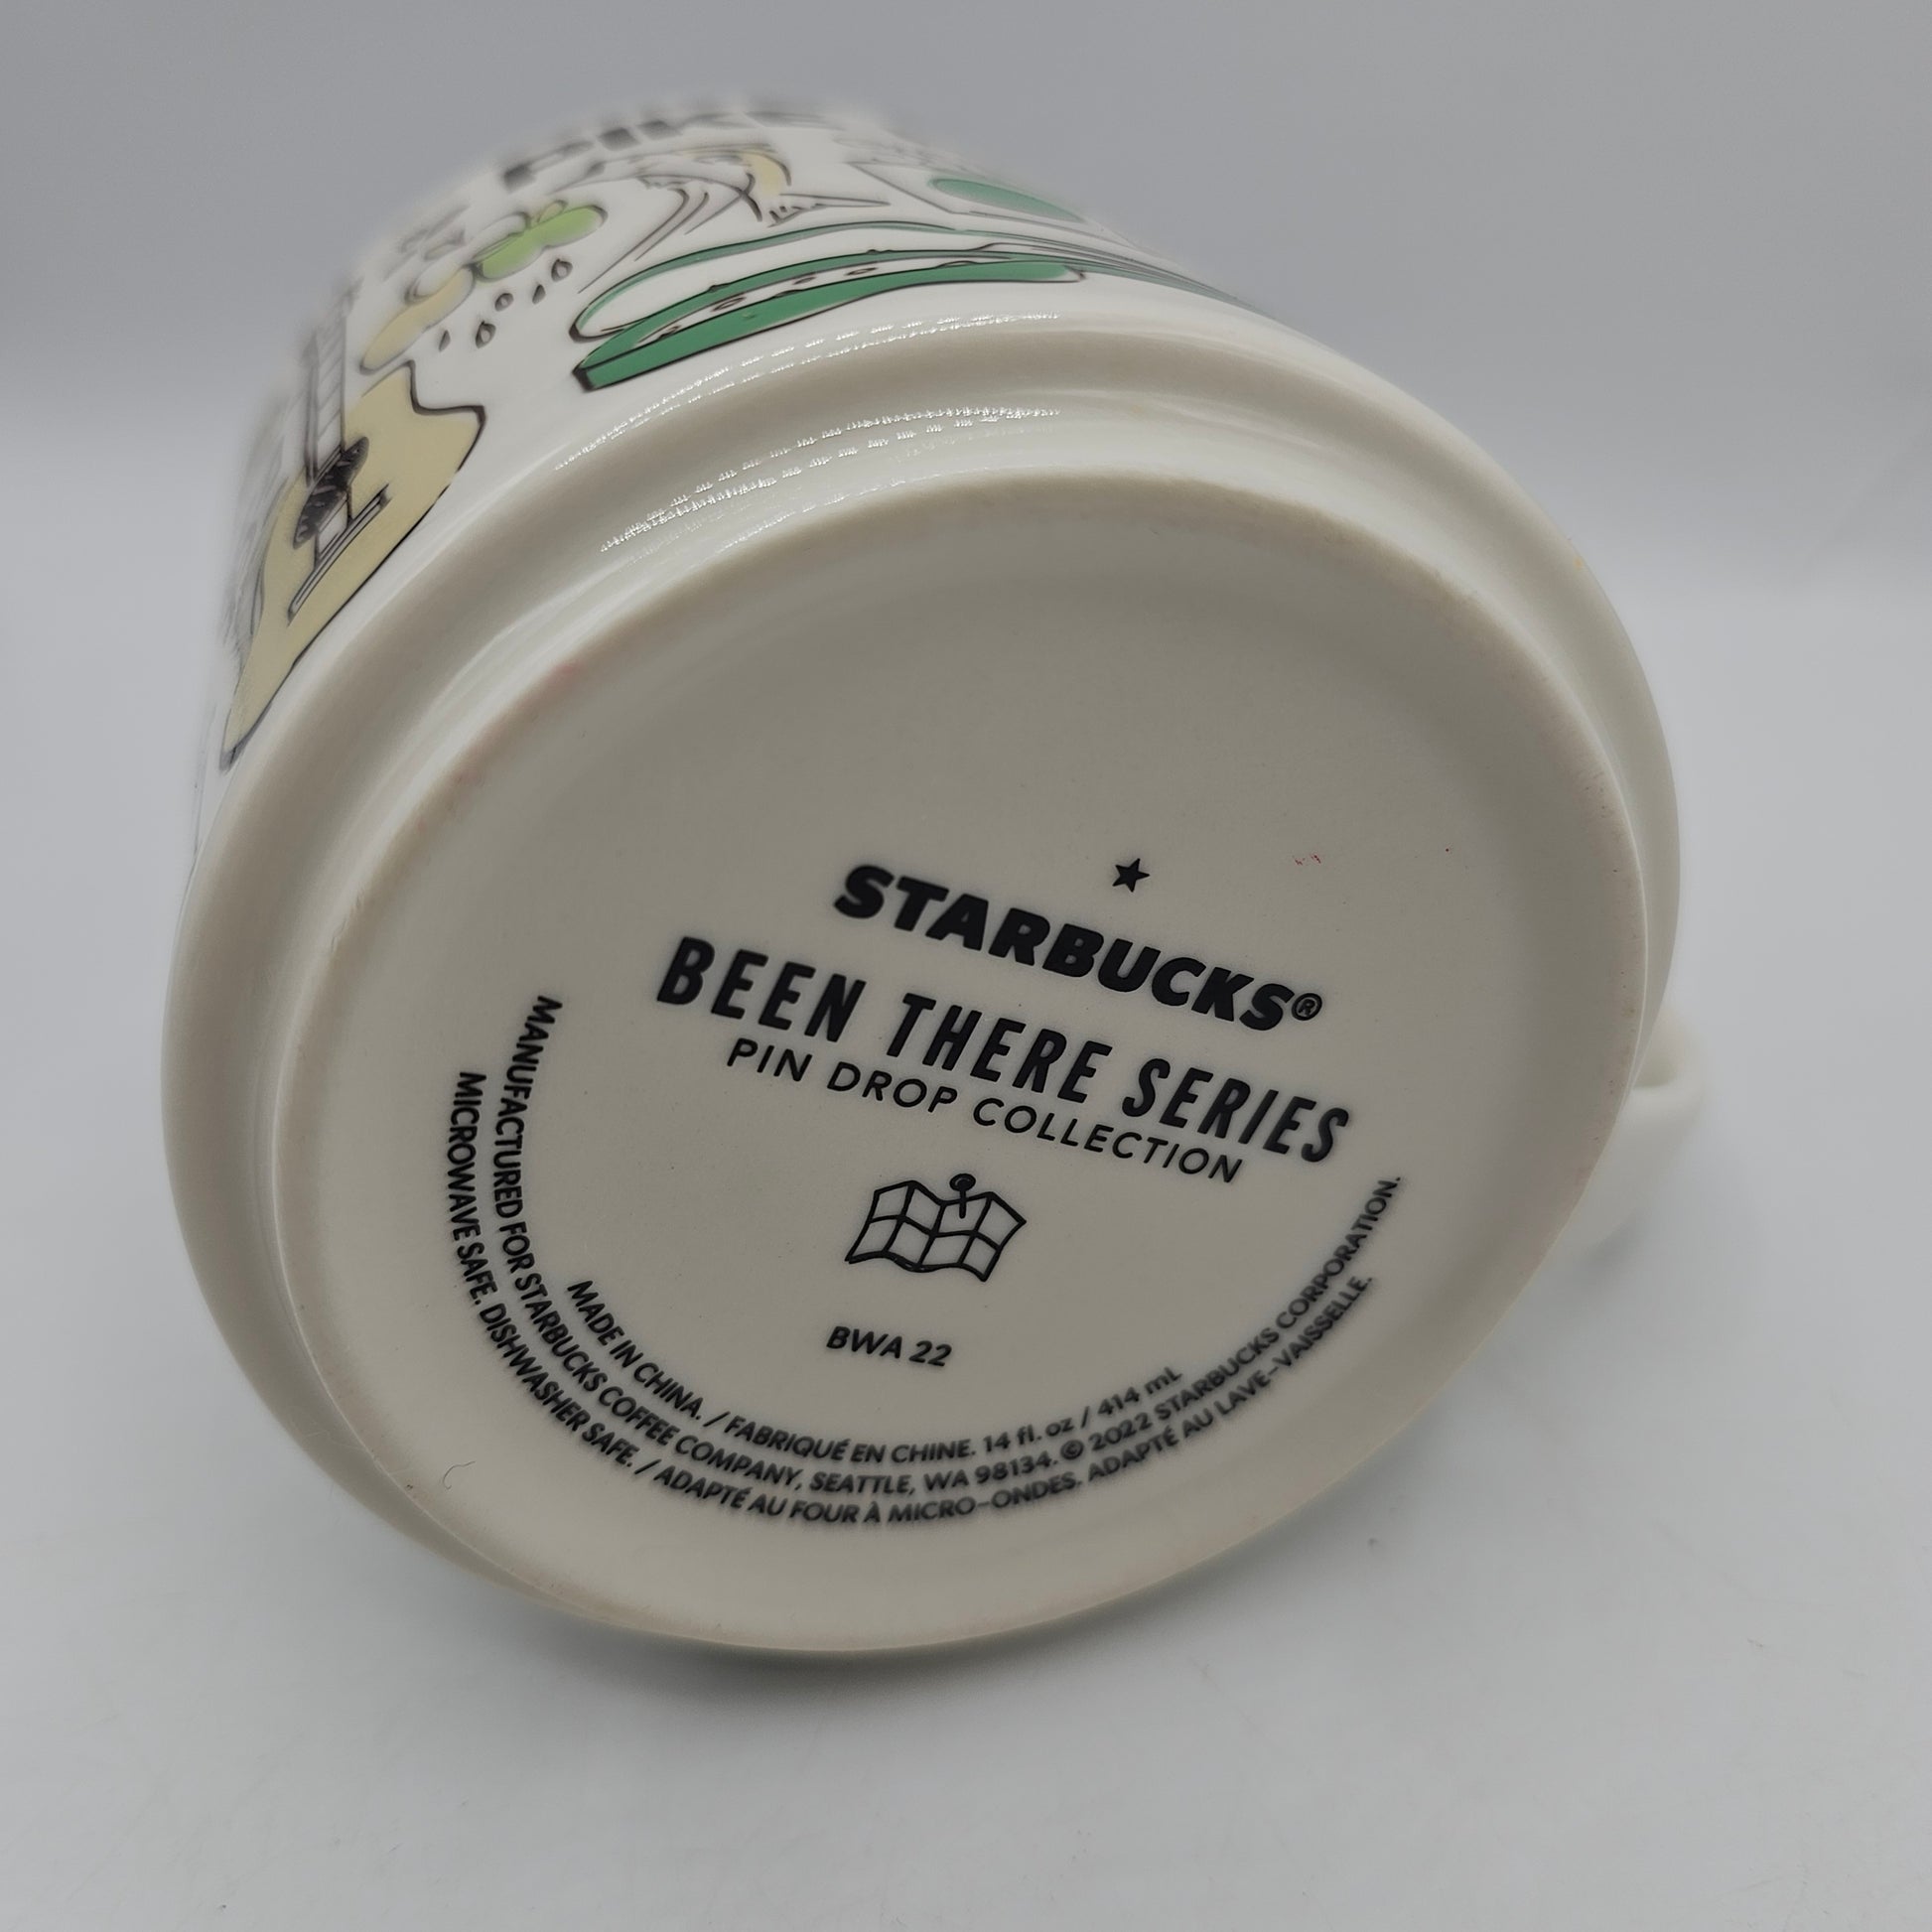 PIKE
STARBUCKS®
BEEN THERE SERIES
PIN DROP COLLECTION
BWA 22
MADE IN CHINA. / FABRIQUÉ EN CHINE. 14 fl. oz / 414 mL
MANUFACTURED FOR STARBUCKS COFFEE COMPANY, SEATTLE, WA 98134. © 2022 STARBUCKS CORPORATION.
MICROWAVE SAFE. DISHWASHER SAFE. / ADAPTÉ AU FOUR À MICRO-ONDES. ADAPTÉ AU LAVE-VAISSELLE.